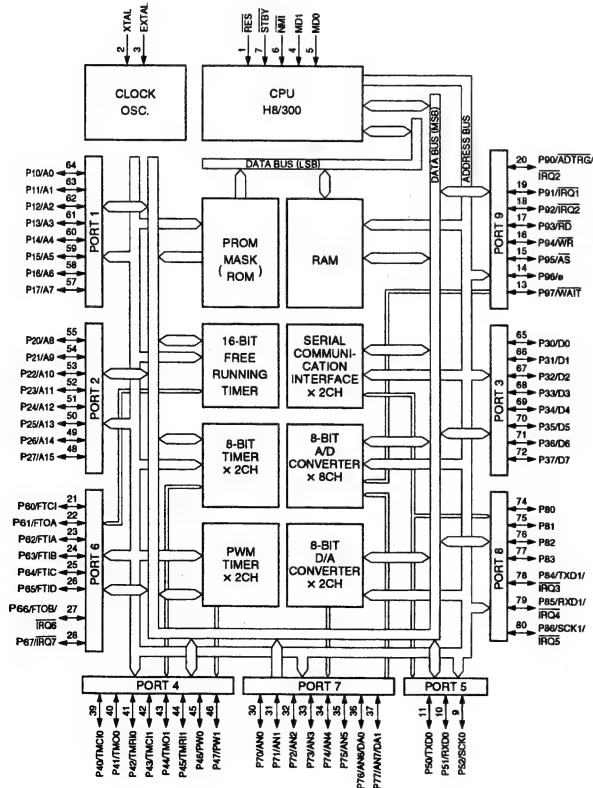 2 XTAL
3 EXTAL
1 RES
7 STBY
6 NMI
4 MD1
5 MD0
CLOCK
OSC.
CPU
H8/300
DATA BUS (LSB)
DATA BUS (MSB)
ADDRESS BUS
PORT 1
64 P10/A0
63 P11/A1
62 P12/A2
61 P13/A3
60 P14/A4
59 P15/A5
58 P16/A6
57 P17/A7
PROM
MASK
(ROM)
RAM
PORT 9
20 P90/ADTRG/
IRQ2
19 P91/IRQ1
18 P92/IRQ2
17 P93/RD
16 P94/WR
15 P95/AS
14 P96/ø
13 P97/WAIT
PORT 2
55 P20/A8
54 P21/A9
53 P22/A10
52 P23/A11
51 P24/A12
50 P25/A13
49 P26/A14
48 P27/A15
16-BIT
FREE
RUNNING
TIMER
SERIAL
COMMUNI-
CATION
INTERFACE
× 2CH
PORT 3
65 P30/D0
66 P31/D1
67 P32/D2
68 P33/D3
69 P34/D4
70 P35/D5
71 P36/D6
72 P37/D7
8-BIT
TIMER
× 2CH
8-BIT
A/D
CONVERTER
× 8CH
PORT 6
21 P60/FTCI
22 P61/FTOA
23 P62/FTIA
24 P63/FTIB
25 P64/FTIC
26 P65/FTID
27 P66/FTOB/
IRQ6
28 P67/IRQ7
PWM
TIMER
× 2CH
8-BIT
D/A
CONVERTER
× 2CH
PORT 8
74 P80
75 P81
76 P82
77 P83
78 P84/TXD1/
IRQ3
79 P85/RXD1/
IRQ4
80 P86/SCK1/
IRQ5
PORT 4
39 P40/TMCI0
40 P41/TMO0
41 P42/TMRI0
42 P43/TMCI1
43 P44/TMO1
44 P45/TMRI1
45 P46/PW0
46 P47/PW1
PORT 7
30 P70/AN0
31 P71/AN1
32 P72/AN2
33 P73/AN3
34 P74/AN4
35 P75/AN5
36 P76/AN6/DA0
37 P77/AN7/DA1
PORT 5
11 P50/TXD0
10 P51/RXD0
9 P52/SCK0